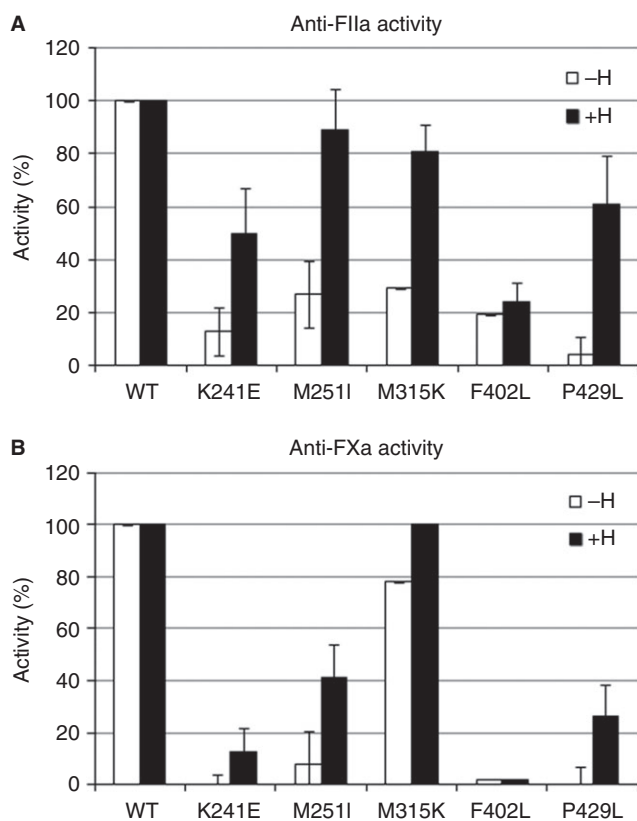 A Anti-FIIa activity
120
100
80
60
40
20
0
Activity (%)
–H
+H
WT K241E M251I M315K F402L P429L
B Anti-FXa activity
120
100
80
60
40
20
0
Activity (%)
–H
+H
WT K241E M251I M315K F402L P429L